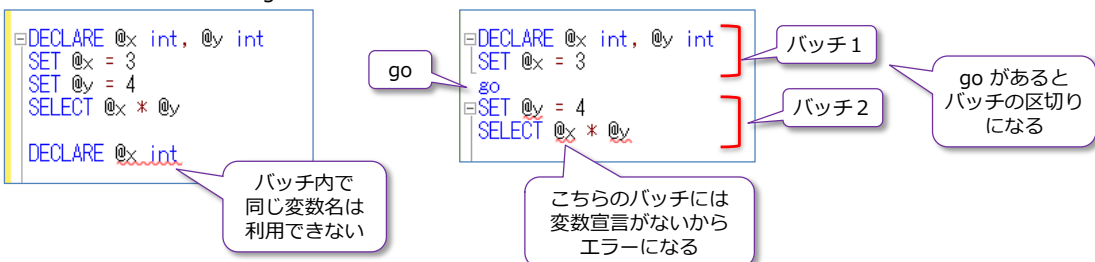 DECLARE @x int, @y int
SET @x = 3
SET @y = 4
SELECT @x * @y
DECLARE @x int
バッチ内で
同じ変数名は
利用できない
go
DECLARE @x int, @y int
SET @x = 3
go
SET @y = 4
SELECT @x * @y
バッチ1
バッチ2
go があると
バッチの区切り
になる
こちらのバッチには
変数宣言がないから
エラーになる